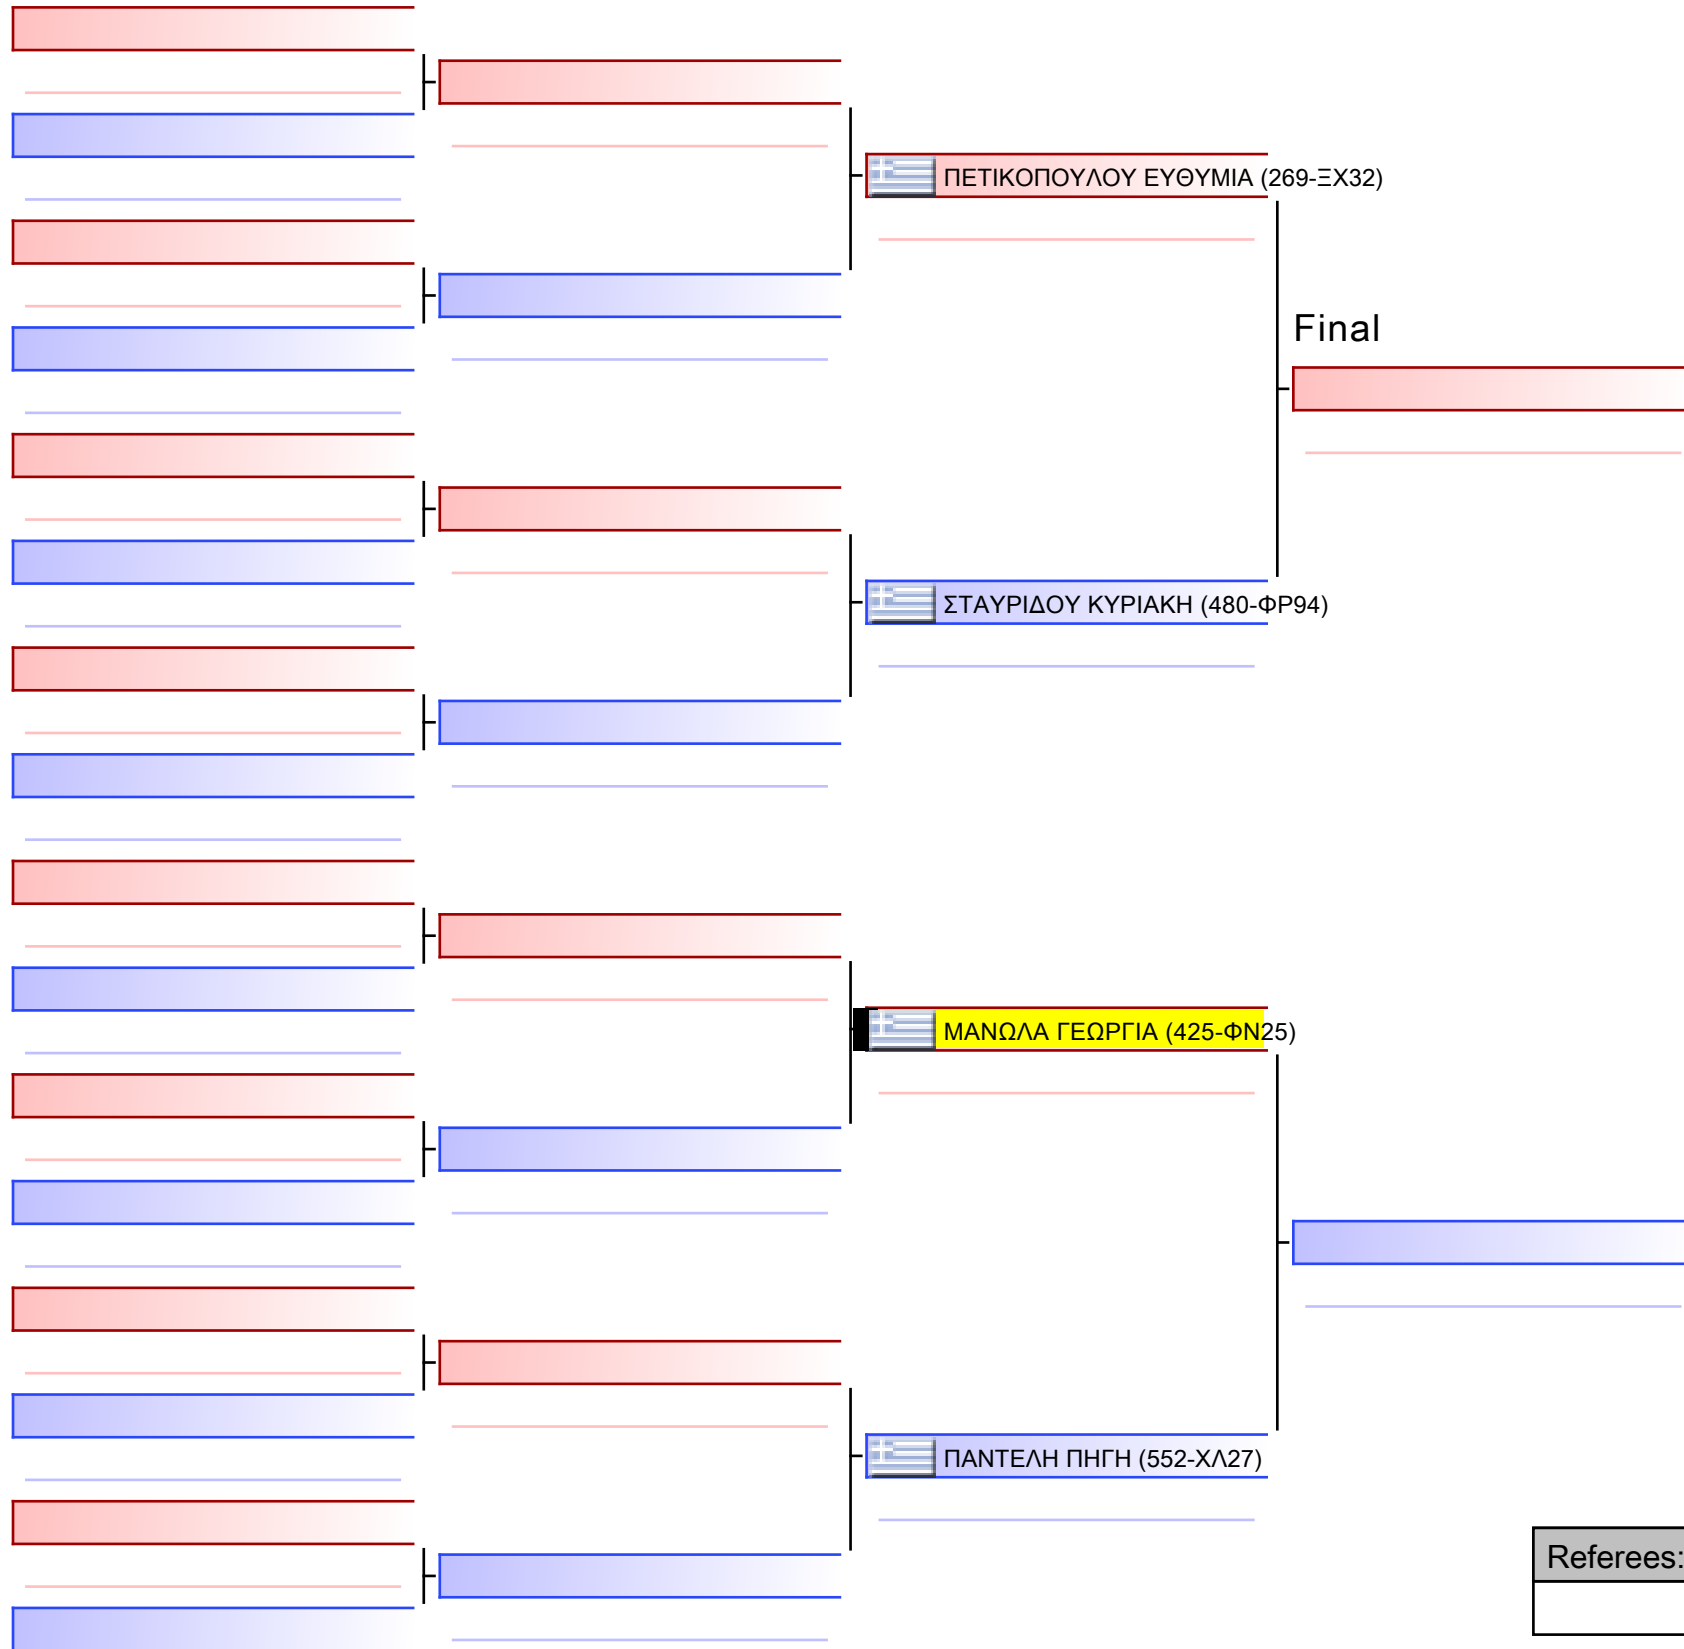 ΠΕΤΙΚΟΠΟΥΛΟΥ ΕΥΘΥΜΙΑ (269-ΞΧ32)
Final
ΣΤΑΥΡΙΔΟΥ ΚΥΡΙΑΚΗ (480-ΦΡ94)
ΜΑΝΩΛΑ ΓΕΩΡΓΙΑ (425-ΦΝ25)
ΠΑΝΤΕΛΗ ΠΗΓΗ (552-ΧΛ27)
Referees: